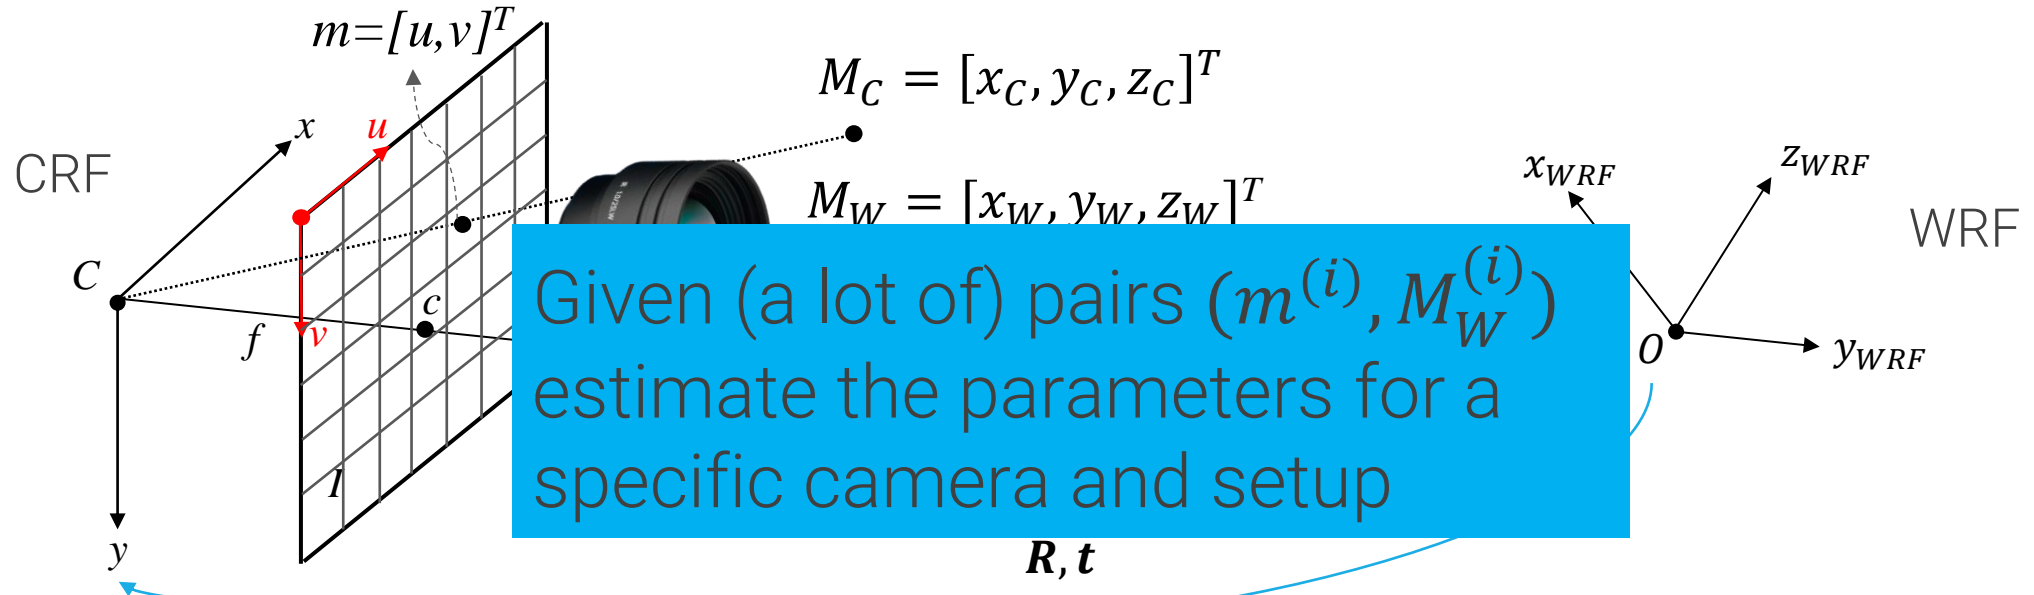 m=[u,v]^T
M_C = [x_C, y_C, z_C]^T
x
u
CRF
x_WRF
z_WRF
M_W = [x_W, y_W, z_W]^T
WRF
C
c
f
v
Given (a lot of) pairs (m^(i), M_W^(i))
estimate the parameters for a
specific camera and setup
O
y_WRF
I
y
R, t